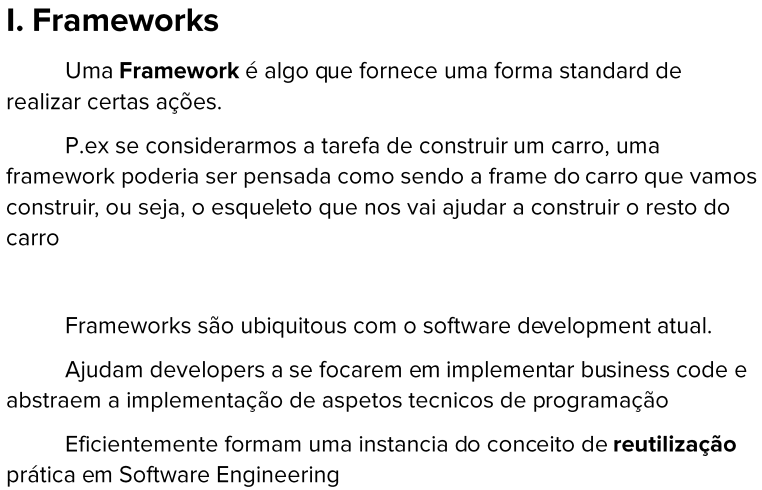 I. Frameworks
Uma Framework é algo que fornece uma forma standard de
realizar certas ações.
P.ex se considerarmos a tarefa de construir um carro, uma
framework poderia ser pensada como sendo a frame do carro que vamos
construir, ou seja, o esqueleto que nos vai ajudar a construir o resto do
carro
Frameworks são ubiquitous com o software development atual.
Ajudam developers a se focarem em implementar business code e
abstraem a implementação de aspetos tecnicos de programação
Eficientemente formam uma instancia do conceito de reutilização
prática em Software Engineering